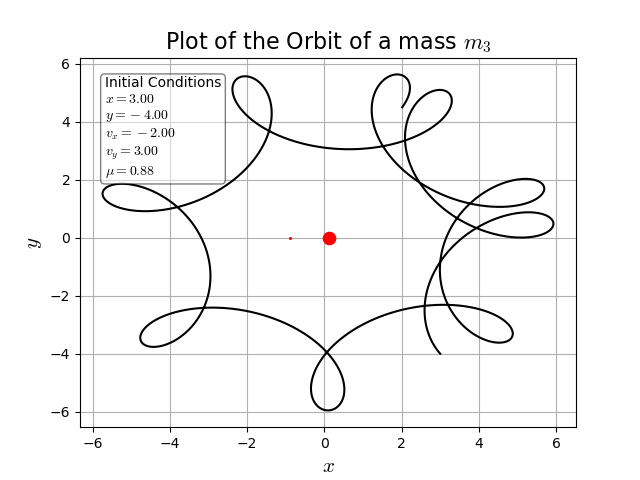 Plot of the Orbit of a mass m₃
Initial Conditions
x = 3.00
y = −4.00
vₓ = −2.00
v_y = 3.00
μ = 0.88
y
6
4
2
0
−2
−4
−6
−6 −4 −2 0 2 4 6
x